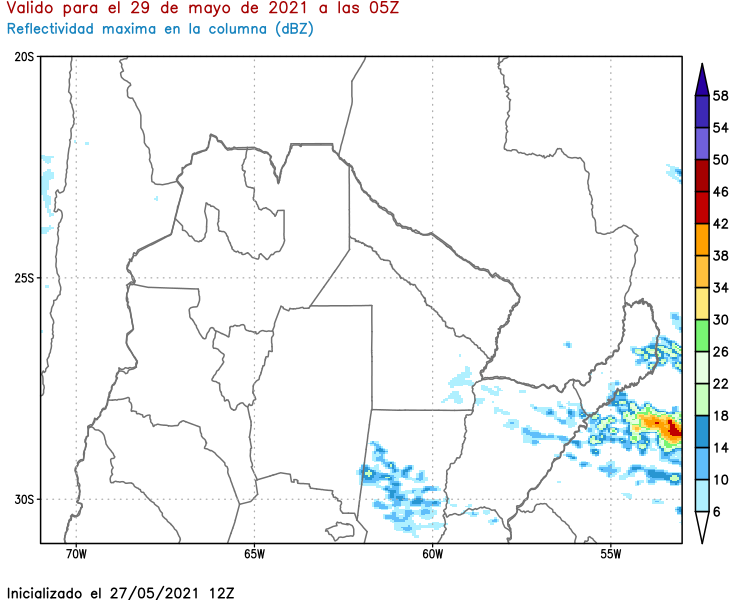 Valido para el 29 de mayo de 2021 a las 05Z
Reflectividad maxima en la columna (dBZ)
20S
25S
30S
70W 65W 60W 55W
58
54
50
46
42
38
34
30
26
22
18
14
10
6
Inicializado el 27/05/2021 12Z